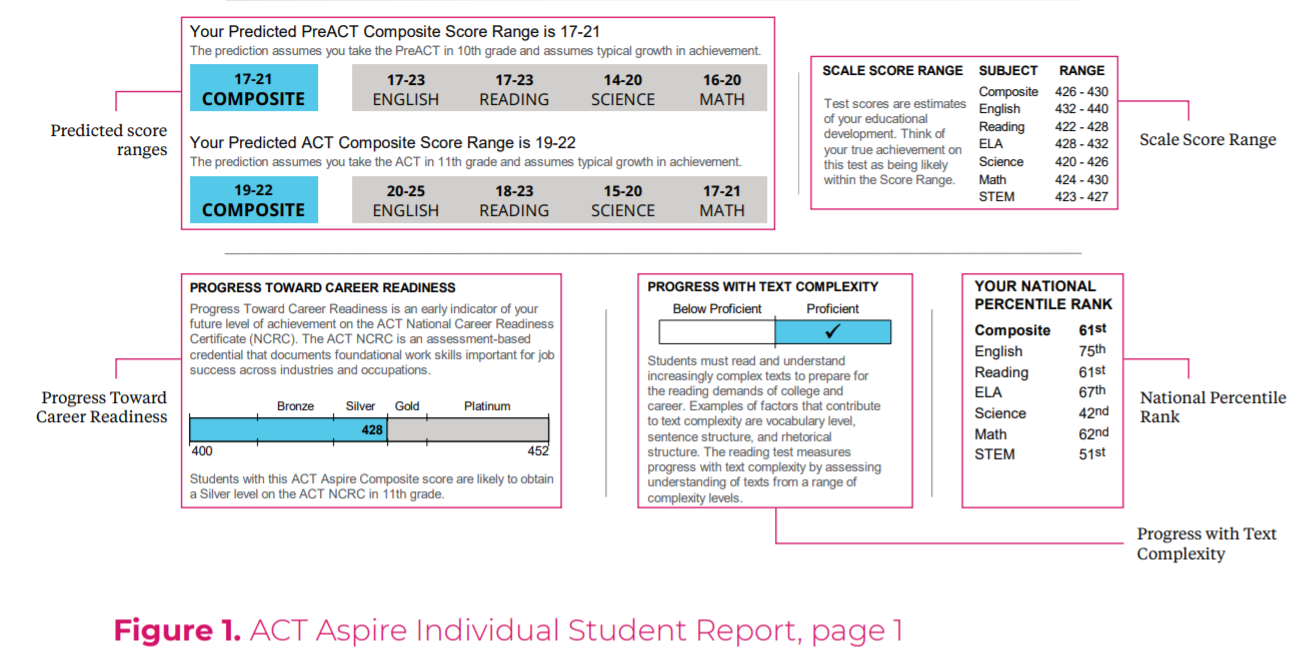 Your Predicted PreACT Composite Score Range is 17-21
The prediction assumes you take the PreACT in 10th grade and assumes typical growth in achievement.
17-21
COMPOSITE
17-23
ENGLISH
17-23
READING
14-20
SCIENCE
16-20
MATH
Your Predicted ACT Composite Score Range is 19-22
The prediction assumes you take the ACT in 11th grade and assumes typical growth in achievement.
19-22
COMPOSITE
20-25
ENGLISH
18-23
READING
15-20
SCIENCE
17-21
MATH
Predicted score
ranges
SCALE SCORE RANGE
Test scores are estimates
of your educational
development. Think of
your true achievement on
this test as being likely
within the Score Range.
SUBJECT RANGE
Composite 426 - 430
English 432 - 440
Reading 422 - 428
ELA 428 - 432
Science 420 - 426
Math 424 - 430
STEM 423 - 427
Scale Score Range
PROGRESS TOWARD CAREER READINESS
Progress Toward Career Readiness is an early indicator of your
future level of achievement on the ACT National Career Readiness
Certificate (NCRC). The ACT NCRC is an assessment-based
credential that documents foundational work skills important for job
success across industries and occupations.
Bronze Silver Gold Platinum
428
400 452
Students with this ACT Aspire Composite score are likely to obtain
a Silver level on the ACT NCRC in 11th grade.
Progress Toward
Career Readiness
PROGRESS WITH TEXT COMPLEXITY
Below Proficient Proficient
✓
Students must read and understand
increasingly complex texts to prepare for
the reading demands of college and
career. Examples of factors that contribute
to text complexity are vocabulary level,
sentence structure, and rhetorical
structure. The reading test measures
progress with text complexity by assessing
understanding of texts from a range of
complexity levels.
YOUR NATIONAL
PERCENTILE RANK
Composite 61st
English 75th
Reading 61st
ELA 67th
Science 42nd
Math 62nd
STEM 51st
National Percentile
Rank
Progress with Text
Complexity
Figure 1. ACT Aspire Individual Student Report, page 1